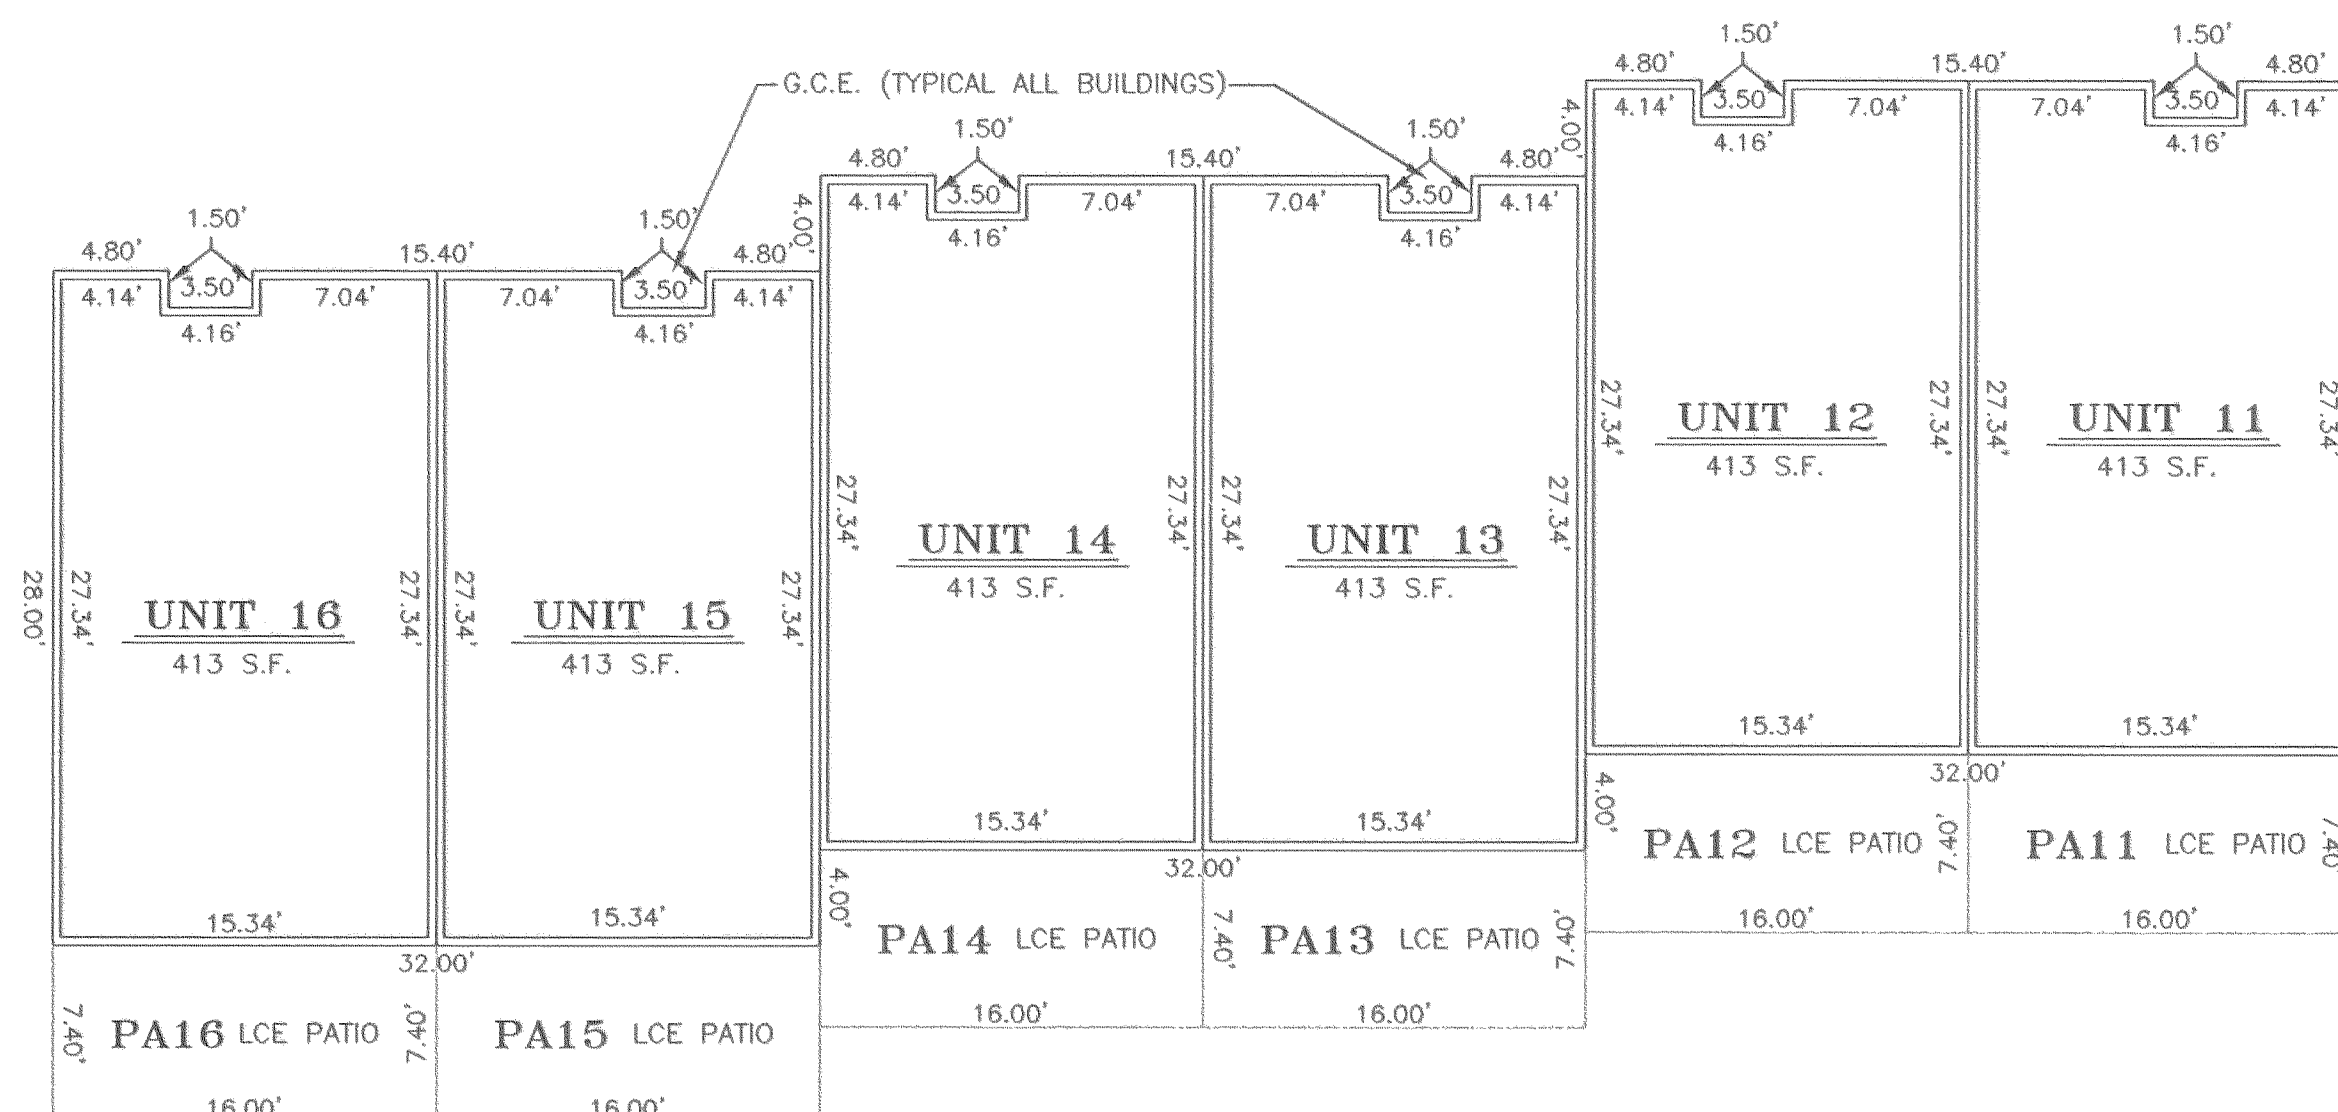 1.50' 1.50'
4.80' 15.40' 4.80'
G.C.E. (TYPICAL ALL BUILDINGS)
4.00'
4.14' 3.50' 7.04' 7.04' 3.50' 4.14'
4.16' 4.16'
1.50' 1.50'
4.80' 15.40' 4.80'
4.00'
4.14' 3.50' 7.04' 7.04' 3.50' 4.14'
4.16' 4.16'
1.50' 1.50'
4.80' 15.40' 4.80'
4.14' 3.50' 7.04' 7.04' 3.50' 4.14'
4.16' 4.16'
27.34' 27.34' 27.34' 27.34'
UNIT 12 UNIT 11
413 S.F. 413 S.F.
27.34' 27.34' 27.34' 27.34'
UNIT 14 UNIT 13
413 S.F. 413 S.F.
28.00' 27.34' 27.34' 27.34' 27.34'
UNIT 16 UNIT 15
413 S.F. 413 S.F.
15.34' 15.34'
32.00'
4.00'
PA12 LCE PATIO 7.40' PA11 LCE PATIO 7.40'
16.00' 16.00'
15.34' 15.34'
32.00'
4.00'
PA14 LCE PATIO 7.40' PA13 LCE PATIO 7.40'
16.00' 16.00'
15.34' 15.34'
32.00'
7.40' PA16 LCE PATIO 7.40' PA15 LCE PATIO
16.00' 16.00'